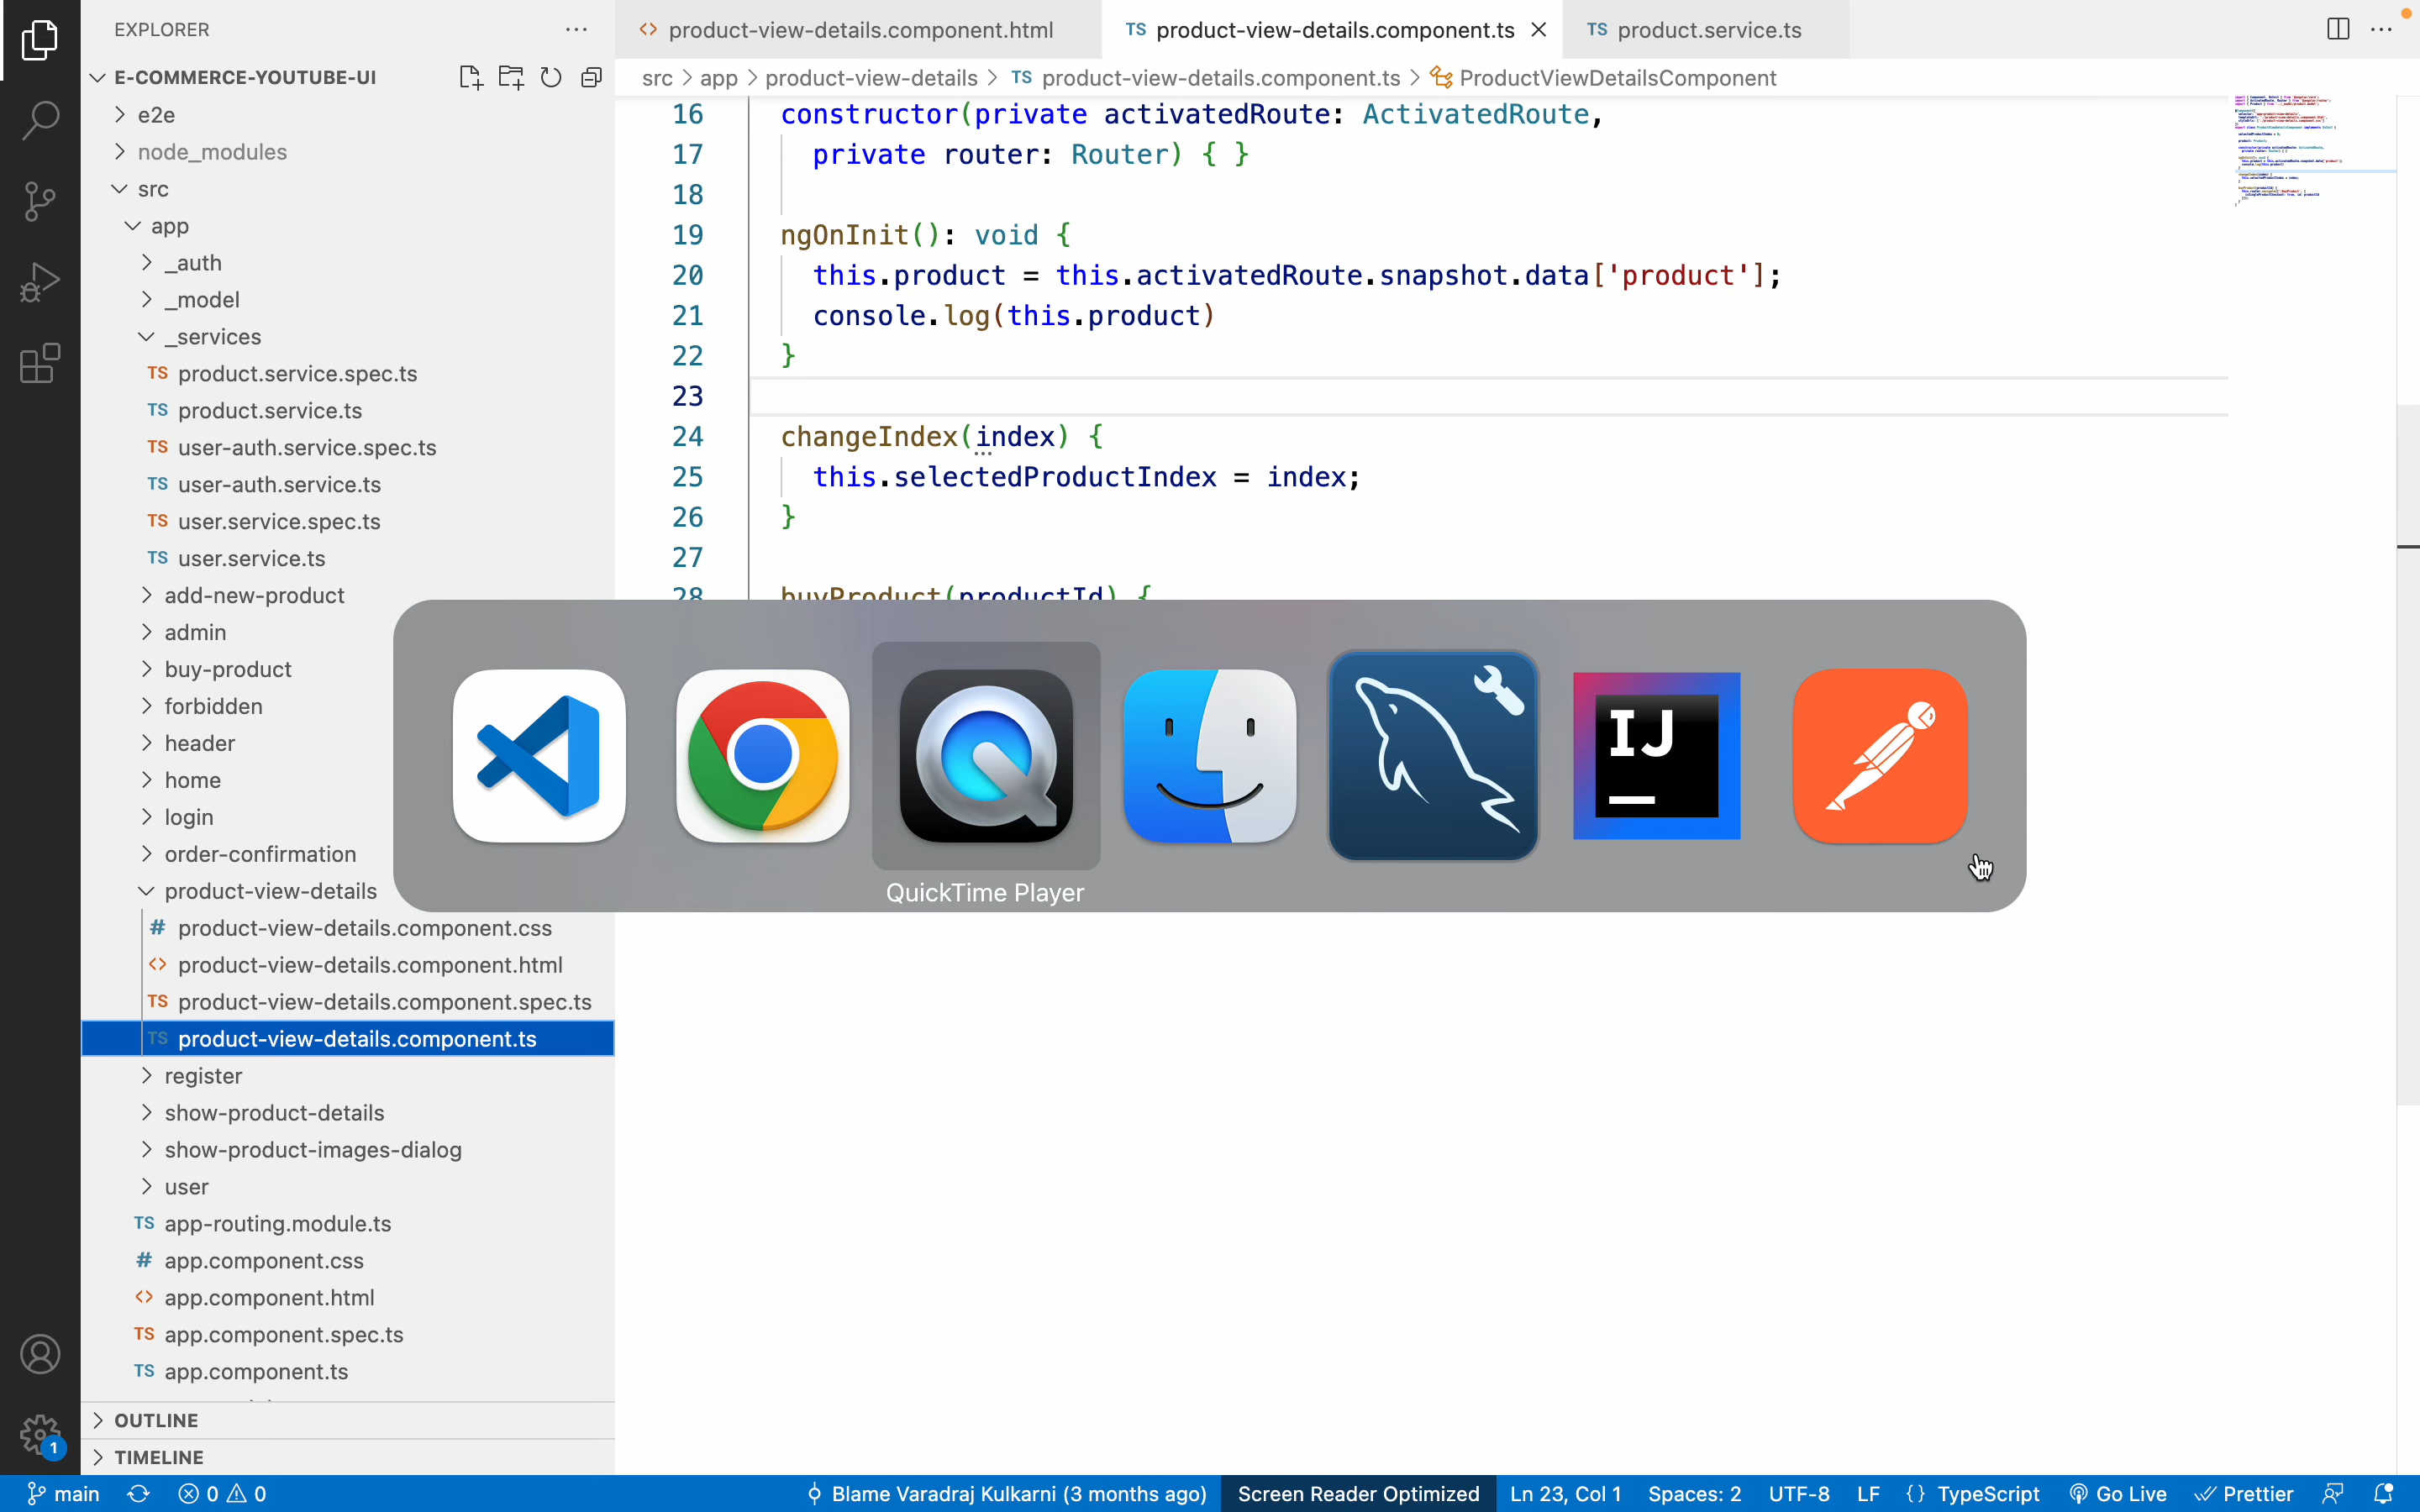 EXPLORER
E-COMMERCE-YOUTUBE-UI
e2e
node_modules
src
app
_auth
_model
_services
TS product.service.spec.ts
TS product.service.ts
TS user-auth.service.spec.ts
TS user-auth.service.ts
TS user.service.spec.ts
TS user.service.ts
add-new-product
admin
buy-product
forbidden
header
home
login
order-confirmation
product-view-details
# product-view-details.component.css
<> product-view-details.component.html
TS product-view-details.component.spec.ts
TS product-view-details.component.ts
register
show-product-details
show-product-images-dialog
user
TS app-routing.module.ts
# app.component.css
<> app.component.html
TS app.component.spec.ts
TS app.component.ts
OUTLINE
TIMELINE
1
<> product-view-details.component.html
TS product-view-details.component.ts
TS product.service.ts
src > app > product-view-details > TS product-view-details.component.ts > ProductViewDetailsComponent
16 constructor(private activatedRoute: ActivatedRoute,
17 private router: Router) { }
18
19 ngOnInit(): void {
20 this.product = this.activatedRoute.snapshot.data['product'];
21 console.log(this.product)
22 }
23
24 changeIndex(index) {
25 this.selectedProductIndex = index;
26 }
27
28 buyProduct(productId) {
IJ
QuickTime Player
main 0 0 Blame Varadraj Kulkarni (3 months ago) Screen Reader Optimized Ln 23, Col 1 Spaces: 2 UTF-8 LF {} TypeScript Go Live Prettier